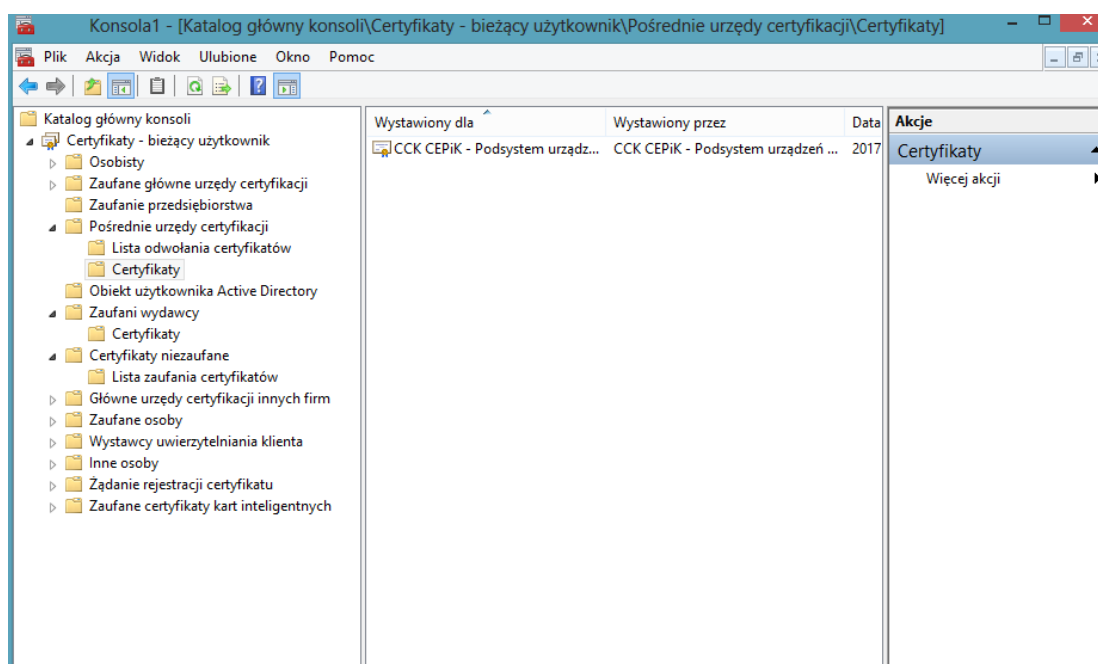 Konsola1 - [Katalog główny konsoli\Certyfikaty - bieżący użytkownik\Pośrednie urzędy certyfikacji\Certyfikaty]
Plik Akcja Widok Ulubione Okno Pomoc
Katalog główny konsoli
Certyfikaty - bieżący użytkownik
Osobisty
Zaufane główne urzędy certyfikacji
Zaufanie przedsiębiorstwa
Pośrednie urzędy certyfikacji
Lista odwołania certyfikatów
Certyfikaty
Obiekt użytkownika Active Directory
Zaufani wydawcy
Certyfikaty
Certyfikaty niezaufane
Lista zaufania certyfikatów
Główne urzędy certyfikacji innych firm
Zaufane osoby
Wystawcy uwierzytelniania klienta
Inne osoby
Żądanie rejestracji certyfikatu
Zaufane certyfikaty kart inteligentnych
Wystawiony dla Wystawiony przez Data
CCK CEPiK - Podsystem urządz... CCK CEPiK - Podsystem urządzeń ... 2017
Akcje
Certyfikaty
Więcej akcji